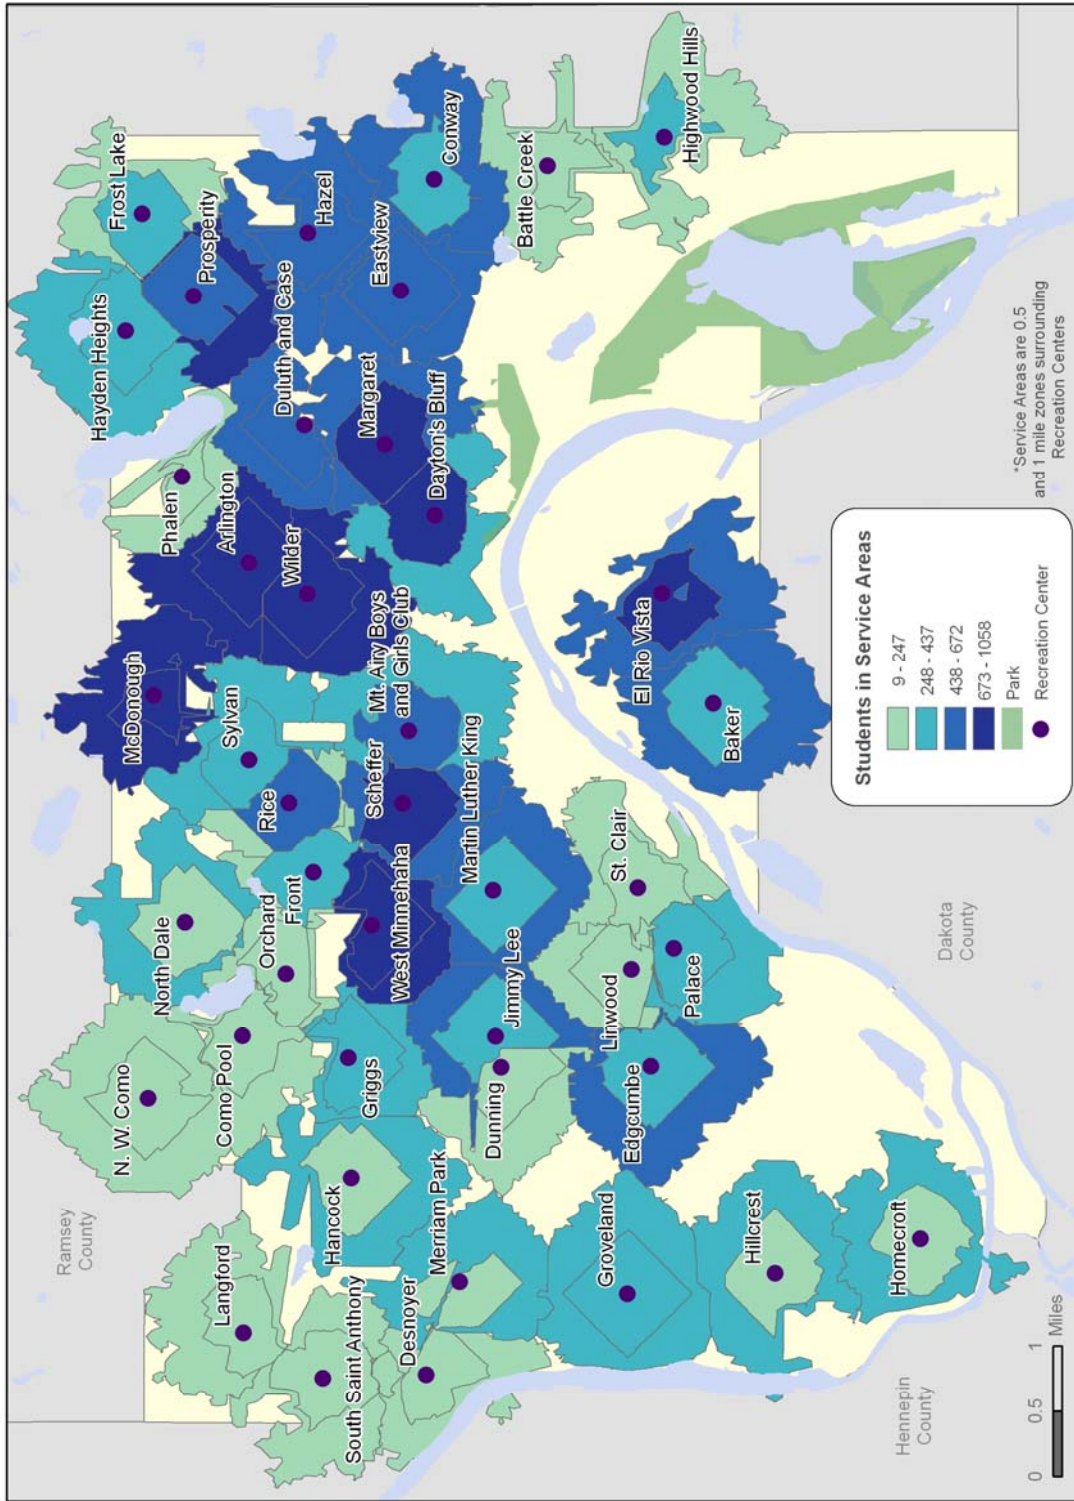 Ramsey
County
Hennepin
County
Dakota
County
N. W. Como
North Dale
McDonough
Hayden Heights
Frost Lake
Langford
Como Pool
Orchard
Front
Rice
Sylvan
Arlington
Phalen
Prosperity
South Saint Anthony
Hancock
Griggs
West Minnehaha
Scheffer
Mt. Airy Boys
and Girls Club
Wilder
Duluth and Case
Hazel
Desnoyer
Merriam Park
Dunning
Jimmy Lee
Martin Luther King
Dayton's Bluff
Margaret
Eastview
Conway
Groveland
Edgcumbe
Linwood
Palace
St. Clair
Battle Creek
Hillcrest
Baker
El Rio Vista
Highwood Hills
Homecroft
Students in Service Areas
9 - 247
248 - 437
438 - 672
673 - 1058
Park
Recreation Center
*Service Areas are 0.5
and 1 mile zones surrounding
Recreation Centers
0 0.5 1
Miles